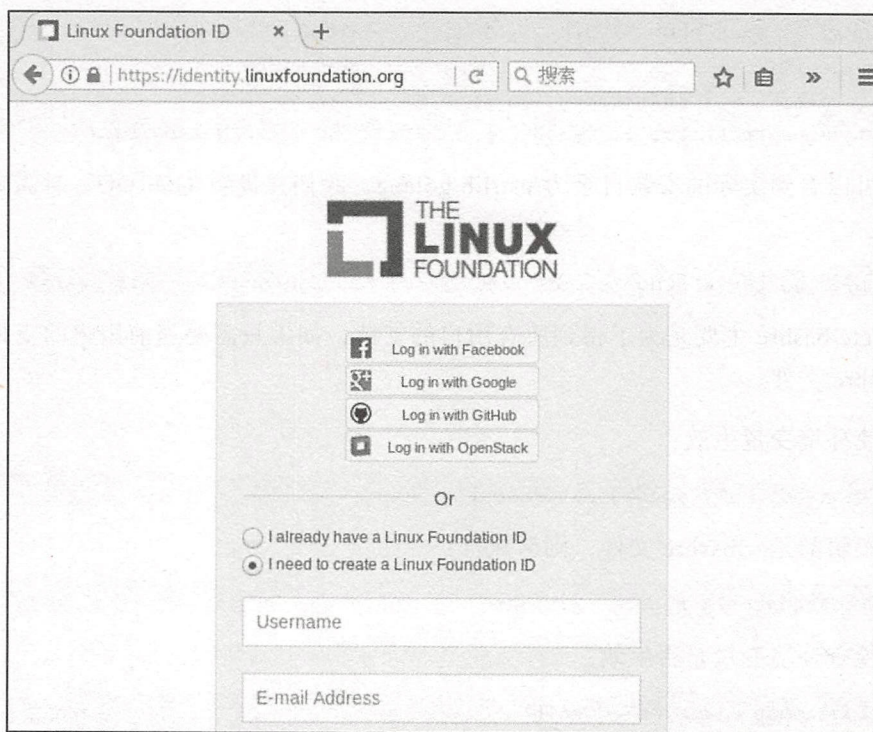 Linux Foundation ID × +
https://identity.linuxfoundation.org 搜索 »
THE
LINUX
FOUNDATION
Log in with Facebook
Log in with Google
Log in with GitHub
Log in with OpenStack
Or
I already have a Linux Foundation ID
I need to create a Linux Foundation ID
Username
E-mail Address